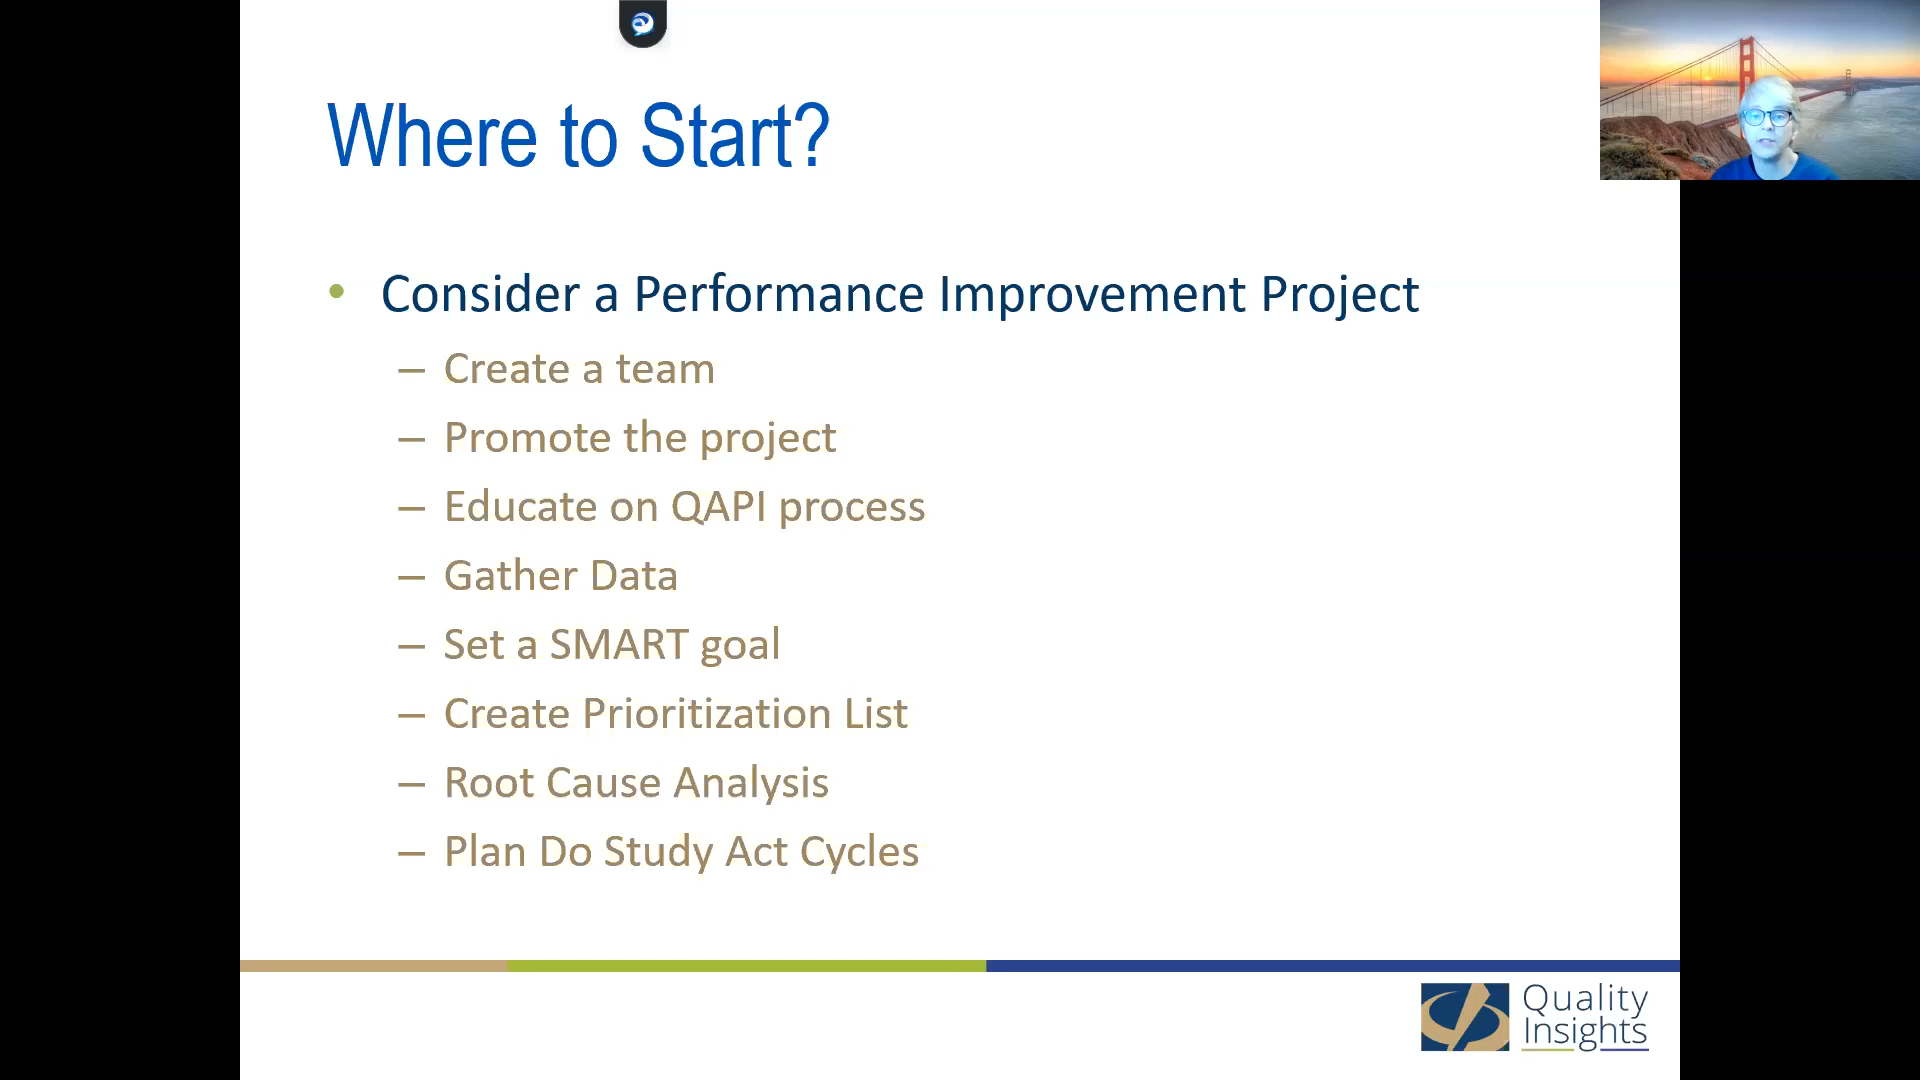 Where to Start?
• Consider a Performance Improvement Project
– Create a team
– Promote the project
– Educate on QAPI process
– Gather Data
– Set a SMART goal
– Create Prioritization List
– Root Cause Analysis
– Plan Do Study Act Cycles
Quality
Insights